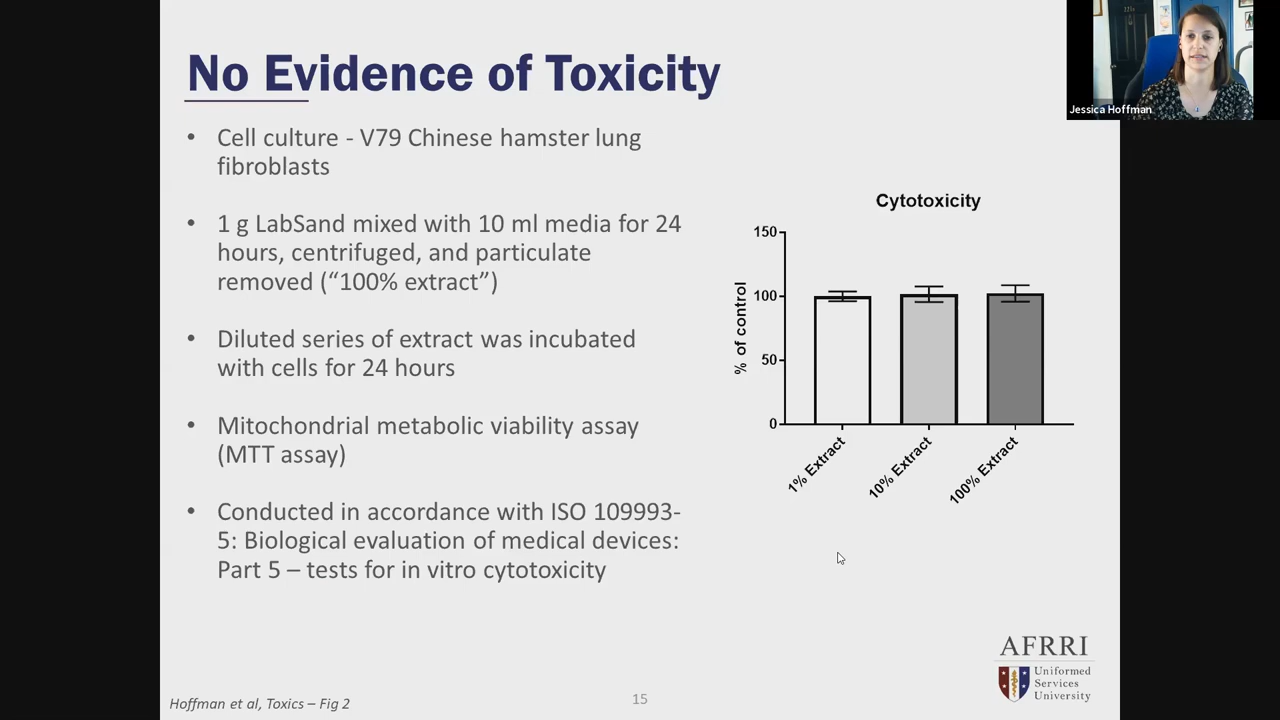 No Evidence of Toxicity
Jessica Hoffman
• Cell culture - V79 Chinese hamster lung
fibroblasts
• 1 g LabSand mixed with 10 ml media for 24
hours, centrifuged, and particulate
removed (“100% extract”)
• Diluted series of extract was incubated
with cells for 24 hours
• Mitochondrial metabolic viability assay
(MTT assay)
• Conducted in accordance with ISO 109993-
5: Biological evaluation of medical devices:
Part 5 – tests for in vitro cytotoxicity
Cytotoxicity
% of control
150
100
50
0
1% Extract
10% Extract
100% Extract
AFRRI
Uniformed
Services
University
Hoffman et al, Toxics – Fig 2
15